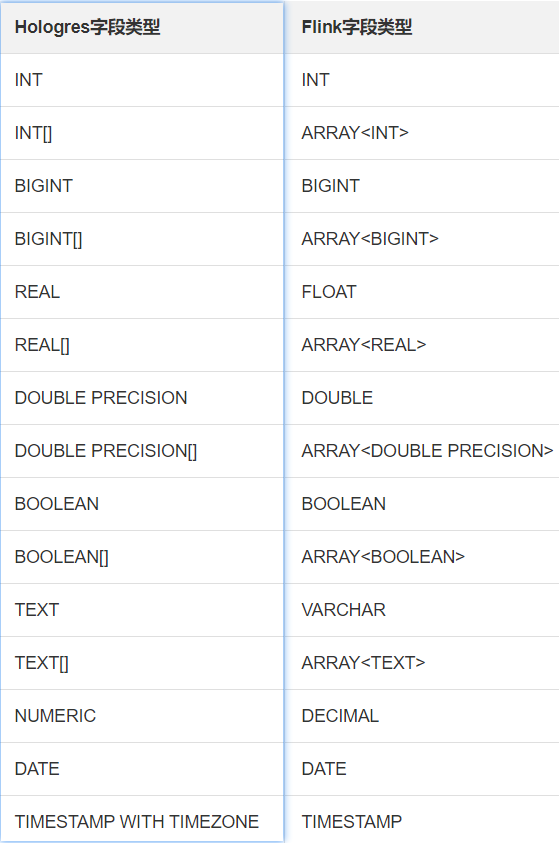 Hologres字段类型 Flink字段类型
INT INT
INT[] ARRAY<INT>
BIGINT BIGINT
BIGINT[] ARRAY<BIGINT>
REAL FLOAT
REAL[] ARRAY<REAL>
DOUBLE PRECISION DOUBLE
DOUBLE PRECISION[] ARRAY<DOUBLE PRECISION>
BOOLEAN BOOLEAN
BOOLEAN[] ARRAY<BOOLEAN>
TEXT VARCHAR
TEXT[] ARRAY<TEXT>
NUMERIC DECIMAL
DATE DATE
TIMESTAMP WITH TIMEZONE TIMESTAMP